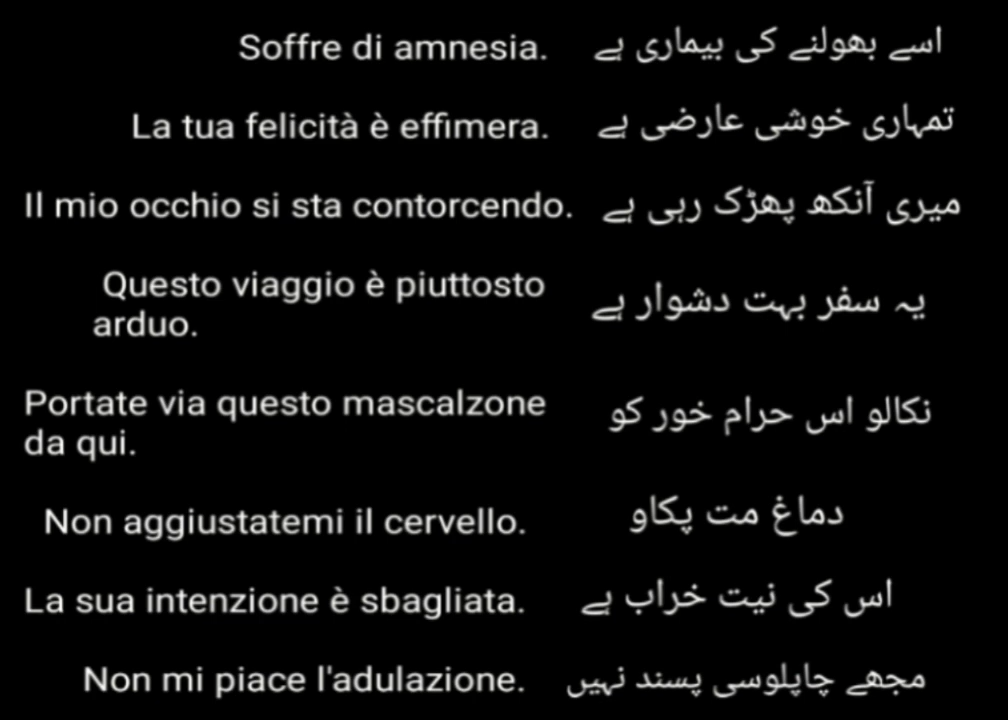 Soffre di amnesia. اسے بھولنے کی بیماری ہے
La tua felicità è effimera. تمہاری خوشی عارضی ہے
Il mio occhio si sta contorcendo. میری آنکھ پھڑک رہی ہے
Questo viaggio è piuttosto
arduo. یہ سفر بہت دشوار ہے
Portate via questo mascalzone
da qui. نکالو اس حرام خور کو
Non aggiustatemi il cervello. دماغ مت پکاو
La sua intenzione è sbagliata. اس کی نیت خراب ہے
Non mi piace l'adulazione. مجھے چاپلوسی پسند نہیں